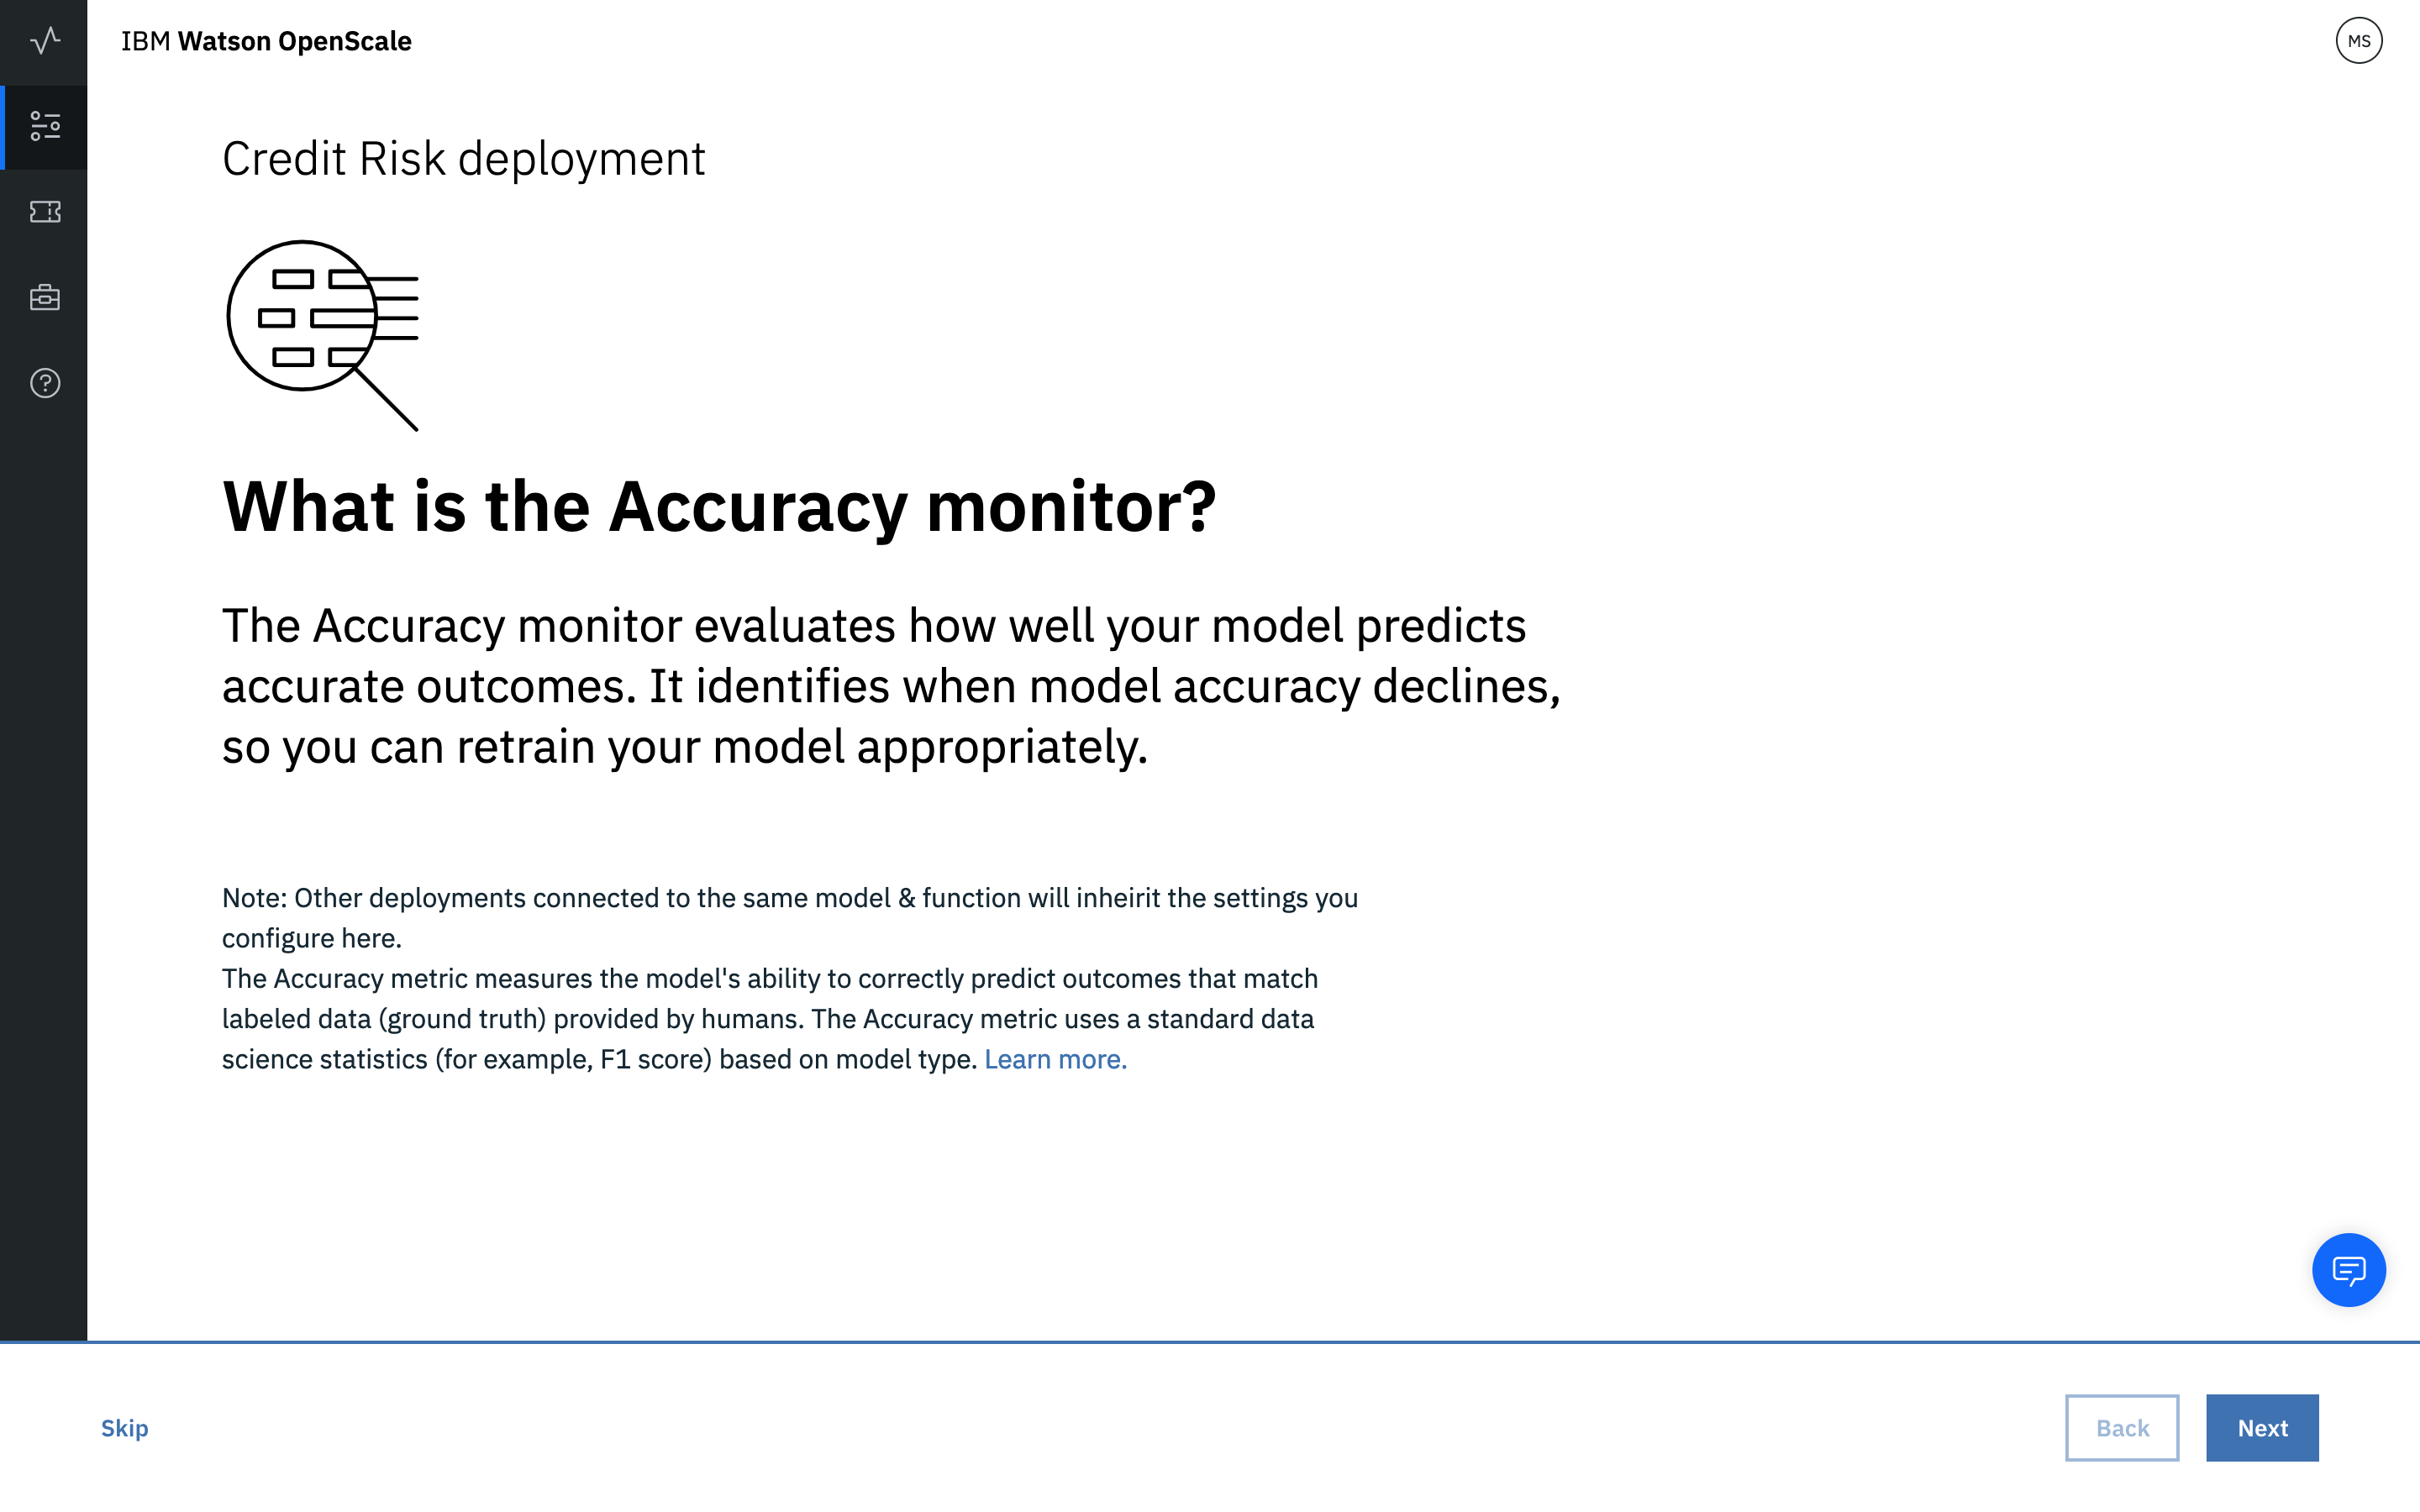 IBM Watson OpenScale
MS
Credit Risk deployment
What is the Accuracy monitor?
The Accuracy monitor evaluates how well your model predicts
accurate outcomes. It identifies when model accuracy declines,
so you can retrain your model appropriately.
Note: Other deployments connected to the same model & function will inheirit the settings you
configure here.
The Accuracy metric measures the model's ability to correctly predict outcomes that match
labeled data (ground truth) provided by humans. The Accuracy metric uses a standard data
science statistics (for example, F1 score) based on model type. Learn more.
Skip
Back
Next